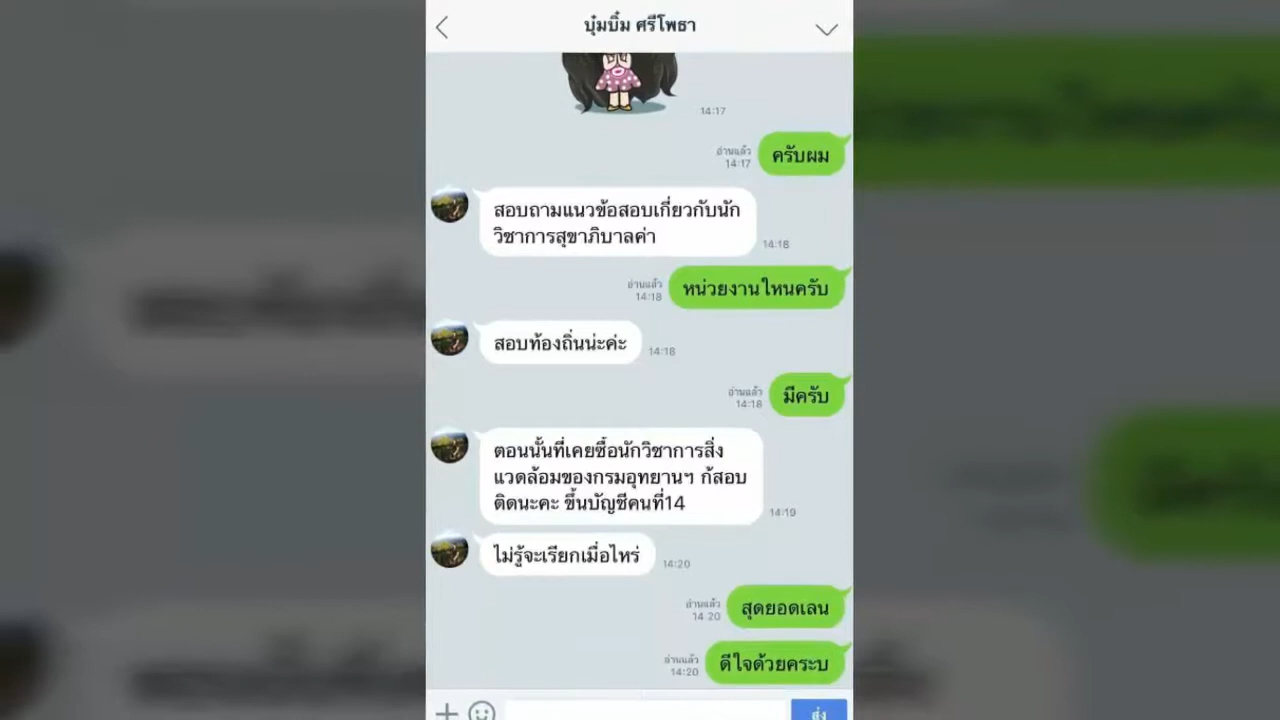 บุ๋มบิ๋ม ศรีโพธา
14:17
ครับผม
อ่านแล้ว
14:17
สอบถามแนวข้อสอบเกี่ยวกับนัก
วิชาการสุขาภิบาลค่า
14:18
หน่วยงานไหนครับ
อ่านแล้ว
14:18
สอบท้องถิ่นน่ะค่ะ
14:18
มีครับ
อ่านแล้ว
14:18
ตอนนั้นที่เคยซื้อนักวิชาการสิ่ง
แวดล้อมของกรมอุทยานฯ ก้สอบ
ติดนะคะ ขึ้นบัญชีคนที่14
14:19
ไม่รู้จะเรียกเมื่อไหร่
14:20
สุดยอดเลน
อ่านแล้ว
14:20
ดีใจด้วยคระบ
อ่านแล้ว
14:20
ส่ง